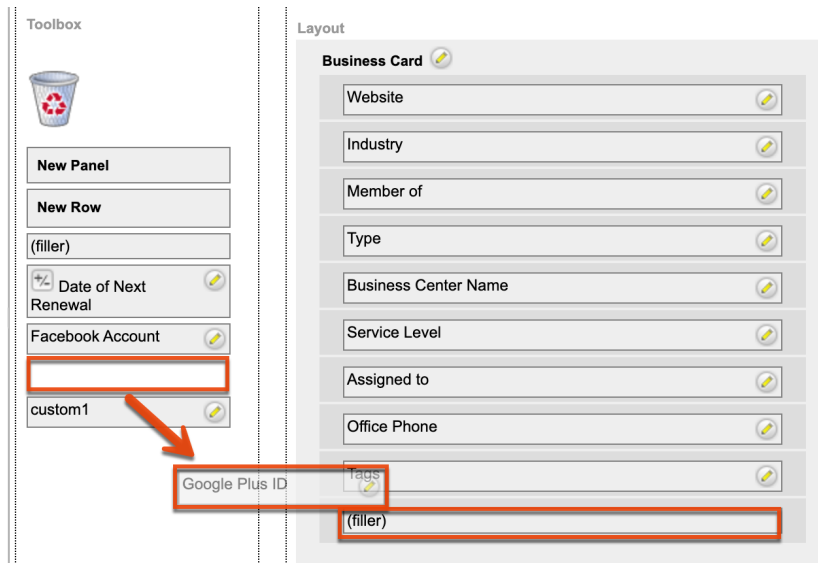 Toolbox
New Panel
New Row
(filler)
Date of Next
Renewal
Facebook Account
custom1
Google Plus ID
Layout
Business Card
Website
Industry
Member of
Type
Business Center Name
Service Level
Assigned to
Office Phone
Tags
(filler)